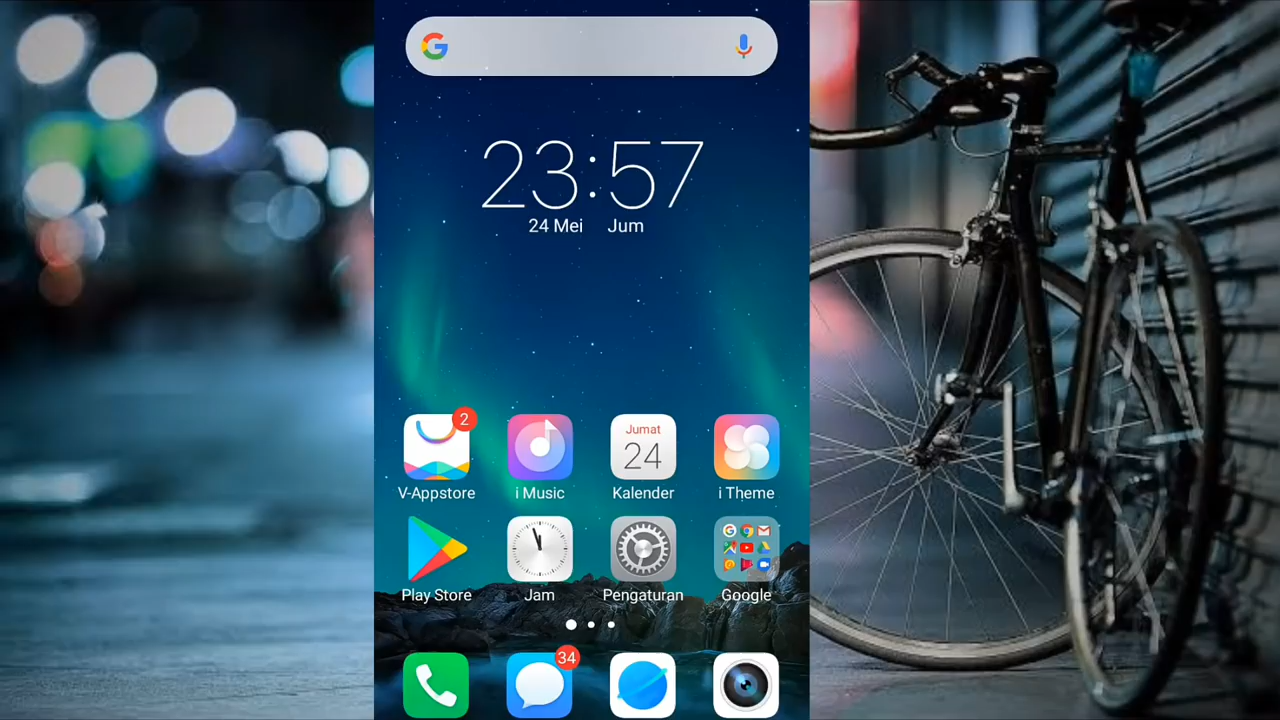 23:57
24 Mei Jum
2
Jumat
24
V-Appstore i Music Kalender i Theme
Play Store Jam Pengaturan Google
34